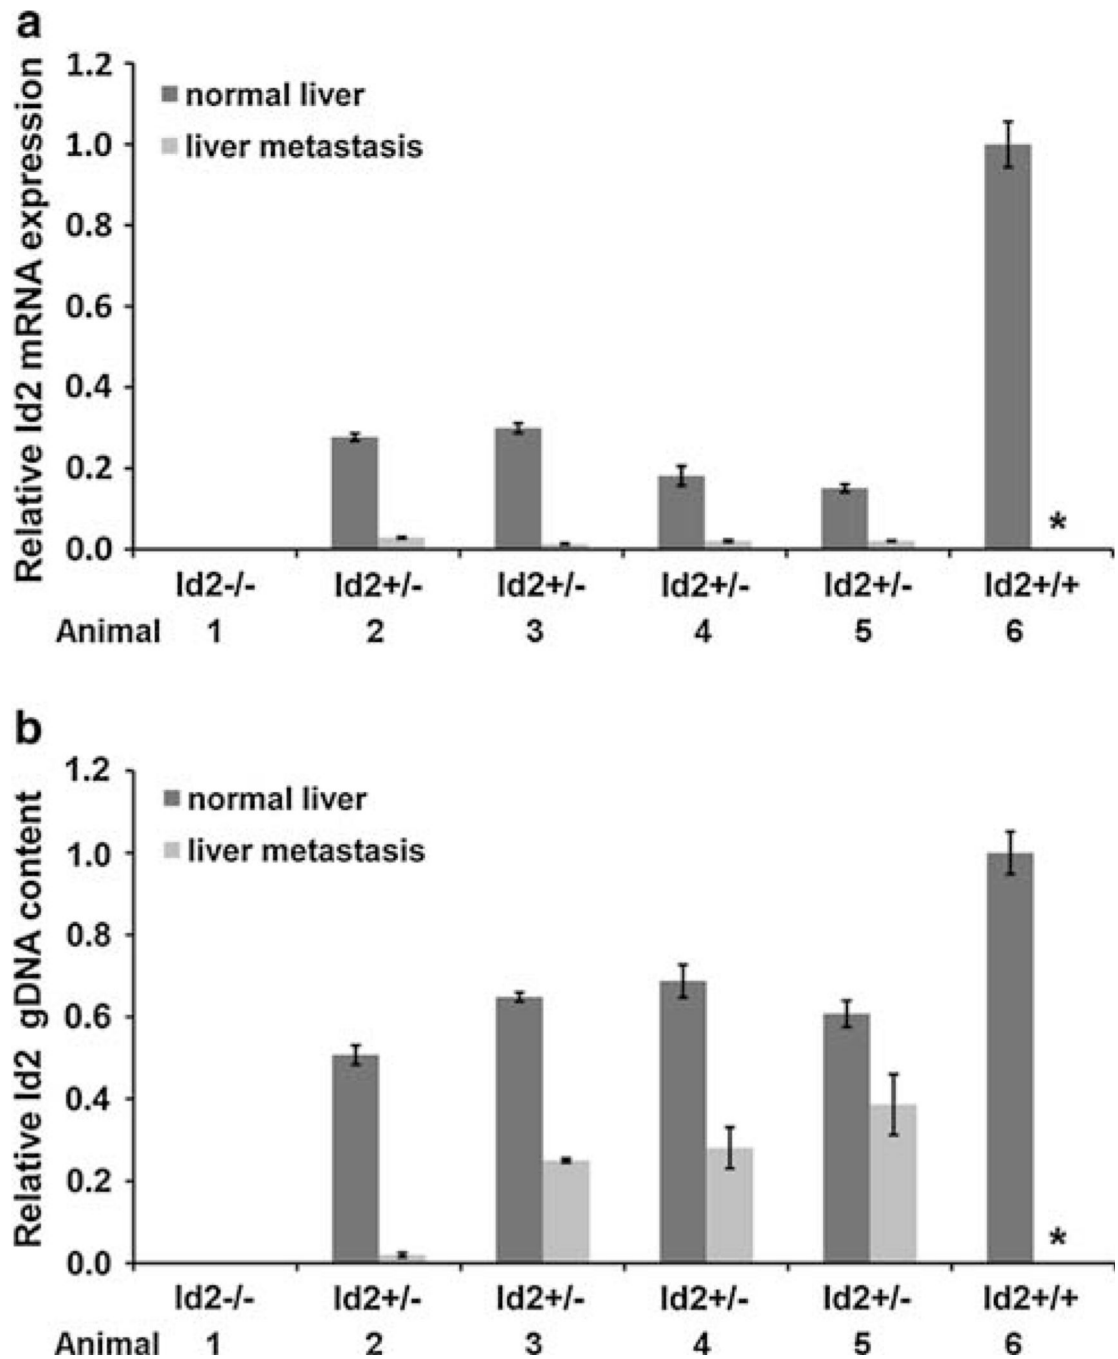 a
Relative Id2 mRNA expression
1.2
1.0
0.8
0.6
0.4
0.2
0.0
normal liver
liver metastasis
*
Id2-/- Id2+/- Id2+/- Id2+/- Id2+/- Id2+/+
Animal 1 2 3 4 5 6
b
Relative Id2 gDNA content
1.2
1.0
0.8
0.6
0.4
0.2
0.0
normal liver
liver metastasis
*
Id2-/- Id2+/- Id2+/- Id2+/- Id2+/- Id2+/+
Animal 1 2 3 4 5 6